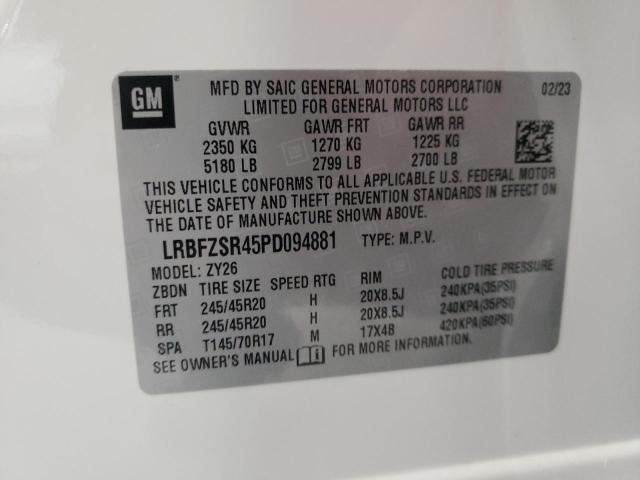 GM
MFD BY SAIC GENERAL MOTORS CORPORATION 02/23
LIMITED FOR GENERAL MOTORS LLC
GVWR GAWR FRT GAWR RR
2350 KG 1270 KG 1225 KG
5180 LB 2799 LB 2700 LB
THIS VEHICLE CONFORMS TO ALL APPLICABLE U.S. FEDERAL MOTOR
VEHICLE SAFETY AND THEFT PREVENTION STANDARDS IN EFFECT ON
THE DATE OF MANUFACTURE SHOWN ABOVE.
LRBFZSR45PD094881 TYPE: M.P.V.
MODEL: ZY26
ZBDN TIRE SIZE SPEED RTG RIM COLD TIRE PRESSURE
FRT 245/45R20 H 20X8.5J 240KPA(35PSI)
RR 245/45R20 H 20X8.5J 240KPA(35PSI)
SPA T145/70R17 M 17X4B 420KPA(60PSI)
SEE OWNER'S MANUAL FOR MORE INFORMATION.